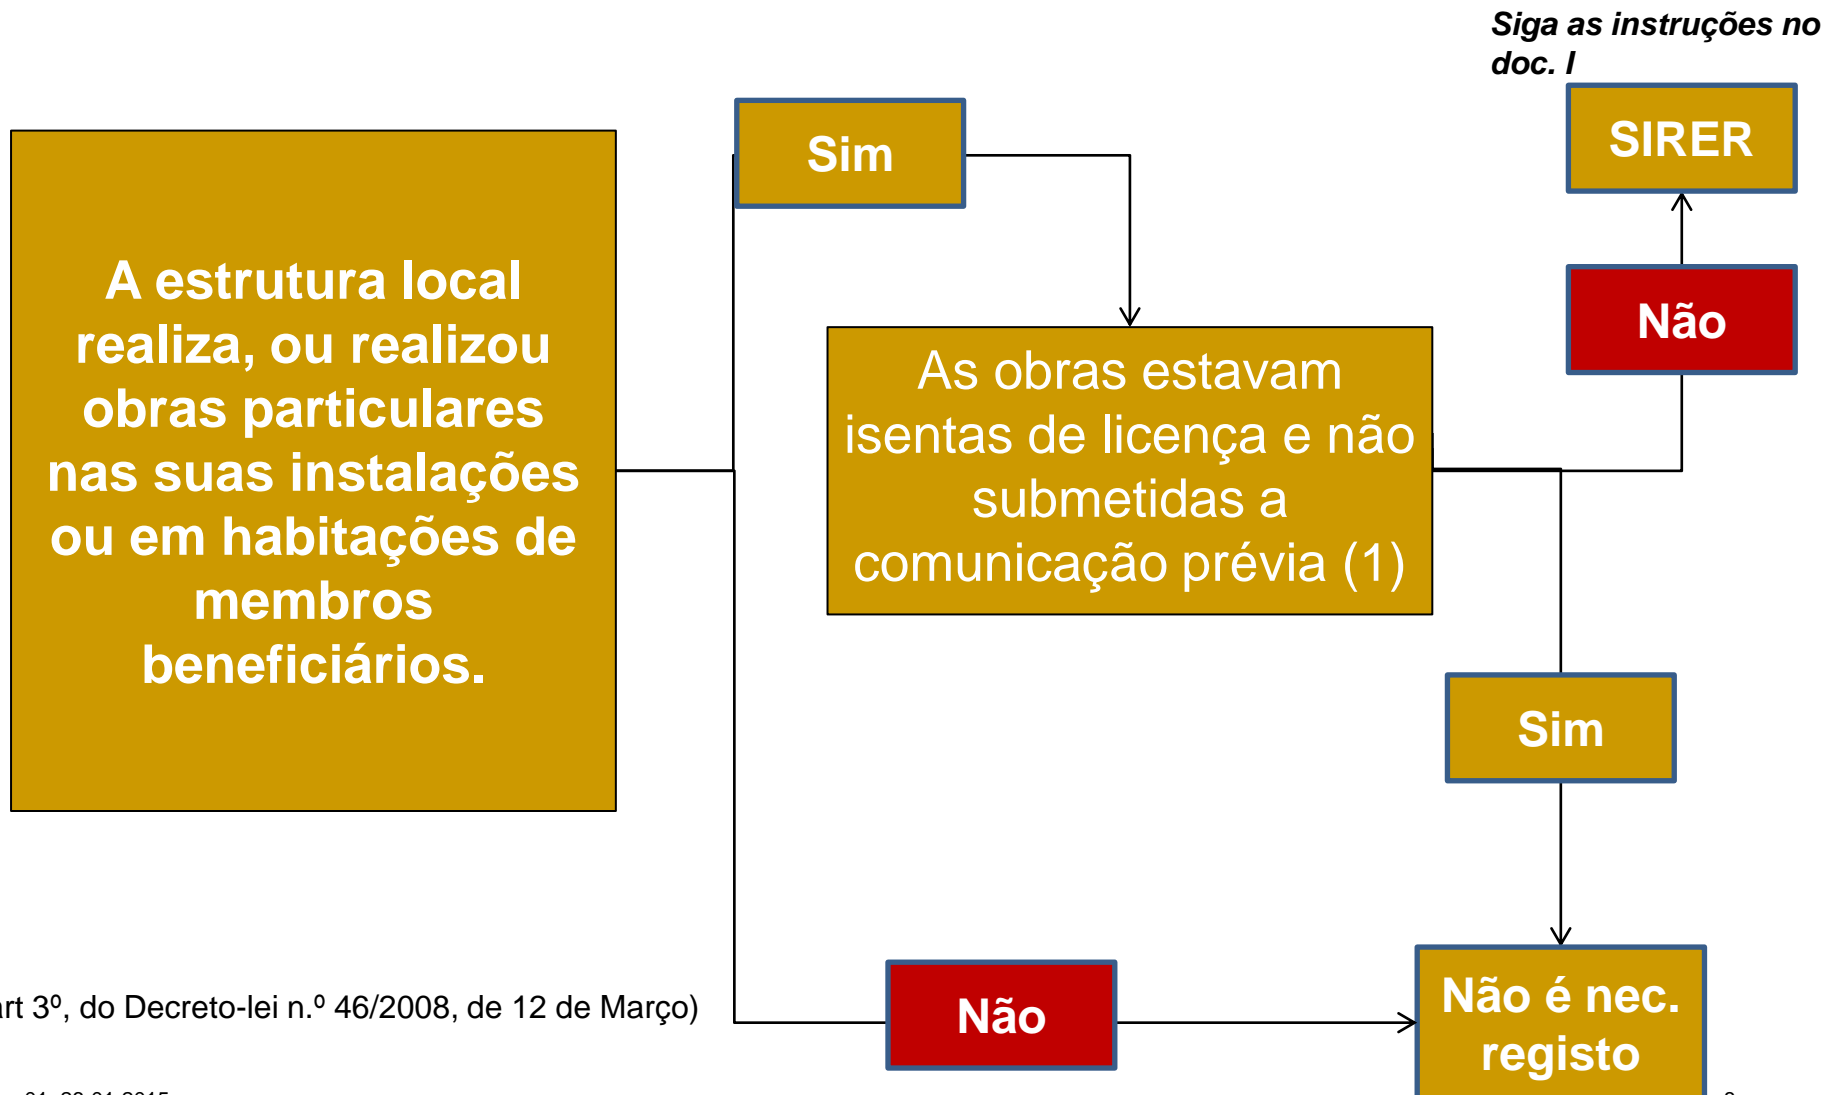 Siga as instruções no
doc. I
SIRER
Sim
Não
A estrutura local
realiza, ou realizou
obras particulares
nas suas instalações
ou em habitações de
membros
beneficiários.
As obras estavam
isentas de licença e não
submetidas a
comunicação prévia (1)
Sim
Não
Não é nec.
registo
art 3º, do Decreto-lei n.º 46/2008, de 12 de Março)